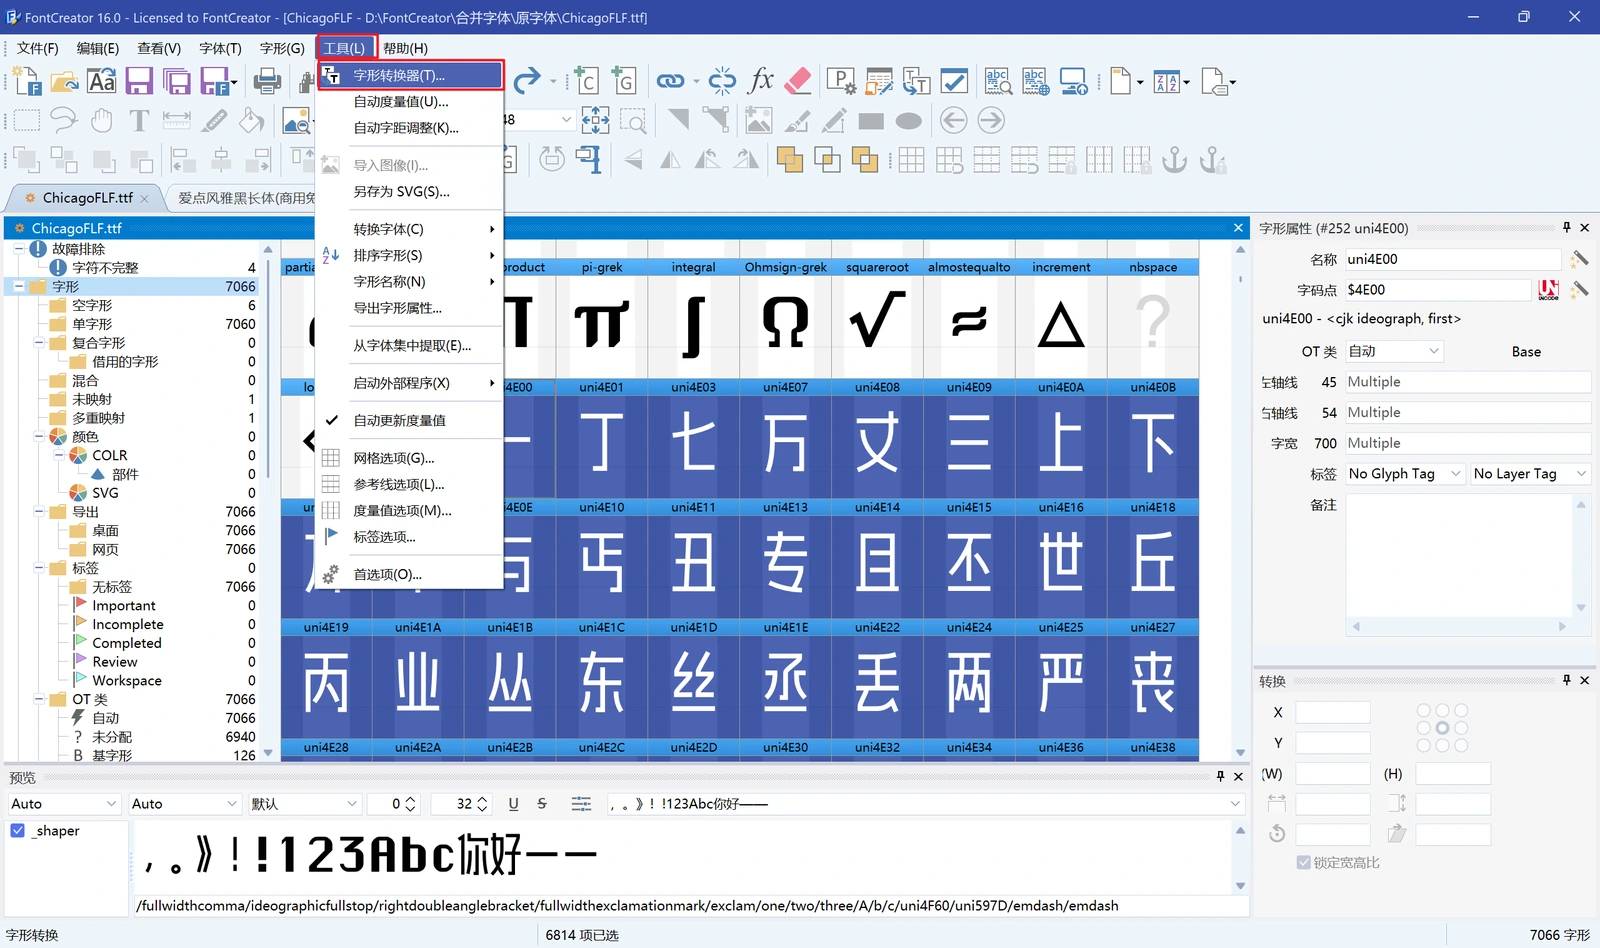 FontCreator 16.0 - Licensed to FontCreator - [ChicagoFLF - D:\FontCreator\合并字体\原字体\ChicagoFLF.ttf]
文件(F) 编辑(E) 查看(V) 字体(T) 字形(G) 工具(L) 帮助(H)
字形转换器(T)...
自动度量值(U)...
自动字距调整(K)...
导入图像(I)...
另存为 SVG(S)...
转换字体(C)
排序字形(S)
字形名称(N)
导出字形属性...
从字体集中提取(E)...
启动外部程序(X)
自动更新度量值
网格选项(G)...
参考线选项(L)...
度量值选项(M)...
标签选项...
首选项(O)...
ChicagoFLF.ttf 爱点风雅黑长体(商用免
ChicagoFLF.ttf
故障排除
字符不完整 4
字形 7066
空字形 6
单字形 7060
复合字形 0
借用的字形 0
混合 0
未映射 1
多重映射 1
颜色 0
COLR 0
部件 0
SVG 0
导出 7066
桌面 7066
网页 7066
标签 0
无标签 7066
Important 0
Incomplete 0
Completed 0
Review 0
Workspace 0
OT 类 7066
自动 7066
未分配 6940
基字形 126
partia product pi-grek integral Ohmsign-grek squareroot almostequalto increment nbspace
π ∫ Ω √ ≈ ∆ ?
lo 4E00 uni4E01 uni4E03 uni4E07 uni4E08 uni4E09 uni4E0A uni4E0B
丁 七 万 丈 三 上 下
un 4E0E uni4E10 uni4E11 uni4E13 uni4E14 uni4E15 uni4E16 uni4E18
丐 丑 专 且 丕 世 丘
uni4E19 uni4E1A uni4E1B uni4E1C uni4E1D uni4E1E uni4E22 uni4E24 uni4E25 uni4E27
丙 业 丛 东 丝 丞 丢 两 严 丧
uni4E28 uni4E2A uni4E2B uni4E2C uni4E2D uni4E30 uni4E32 uni4E34 uni4E36 uni4E38
字形属性 (#252 uni4E00)
名称 uni4E00
字码点 $4E00
uni4E00 - <cjk ideograph, first>
OT 类 自动 Base
左轴线 45 Multiple
右轴线 54 Multiple
字宽 700 Multiple
标签 No Glyph Tag No Layer Tag
备注
转换
X
Y
(W) (H)
锁定宽高比
预览
Auto Auto 默认 0 32 U S ，。》！!123Abc你好——
_shaper
，。》！!123Abc你好——
/fullwidthcomma/ideographicfullstop/rightdoubleanglebracket/fullwidthexclamationmark/exclam/one/two/three/A/b/c/uni4F60/uni597D/emdash/emdash
字形转换 6814 项已选 7066 字形